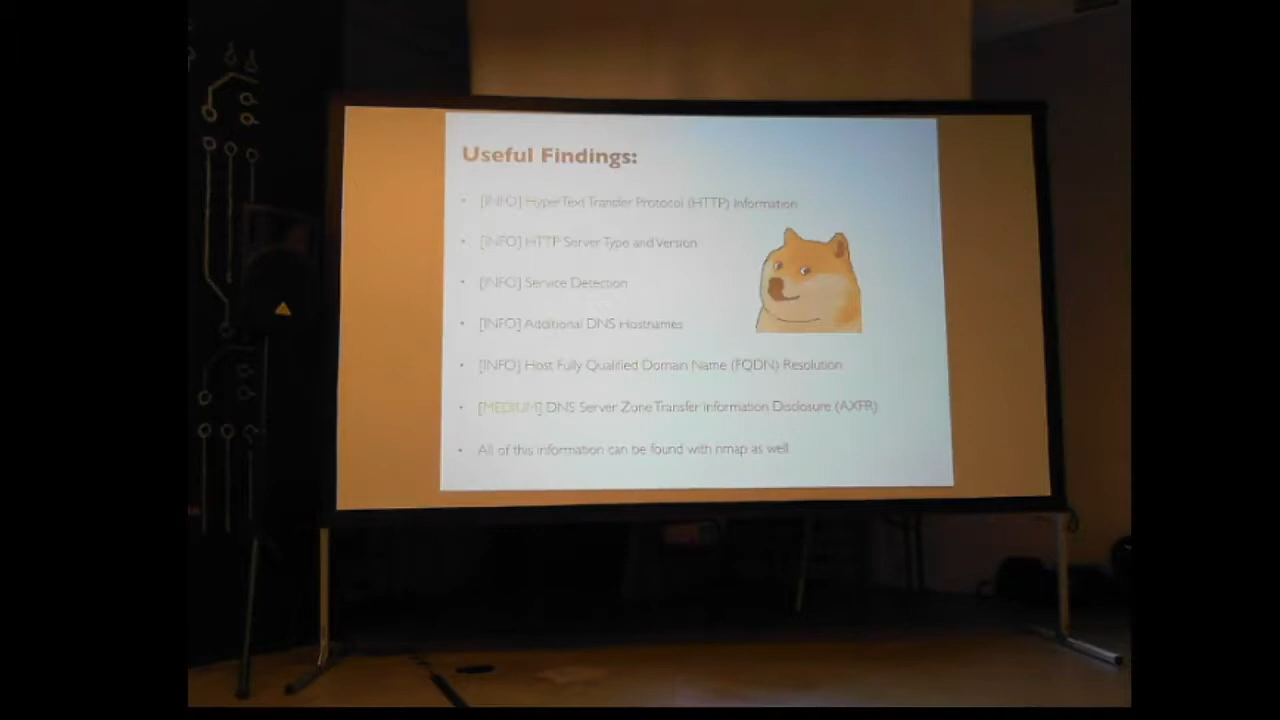 Useful Findings:
• [INFO] HyperText Transfer Protocol (HTTP) Information
• [INFO] HTTP Server Type and Version
• [INFO] Service Detection
• [INFO] Additional DNS Hostnames
• [INFO] Host Fully Qualified Domain Name (FQDN) Resolution
• [MEDIUM] DNS Server Zone Transfer Information Disclosure (AXFR)
• All of this information can be found with nmap as well